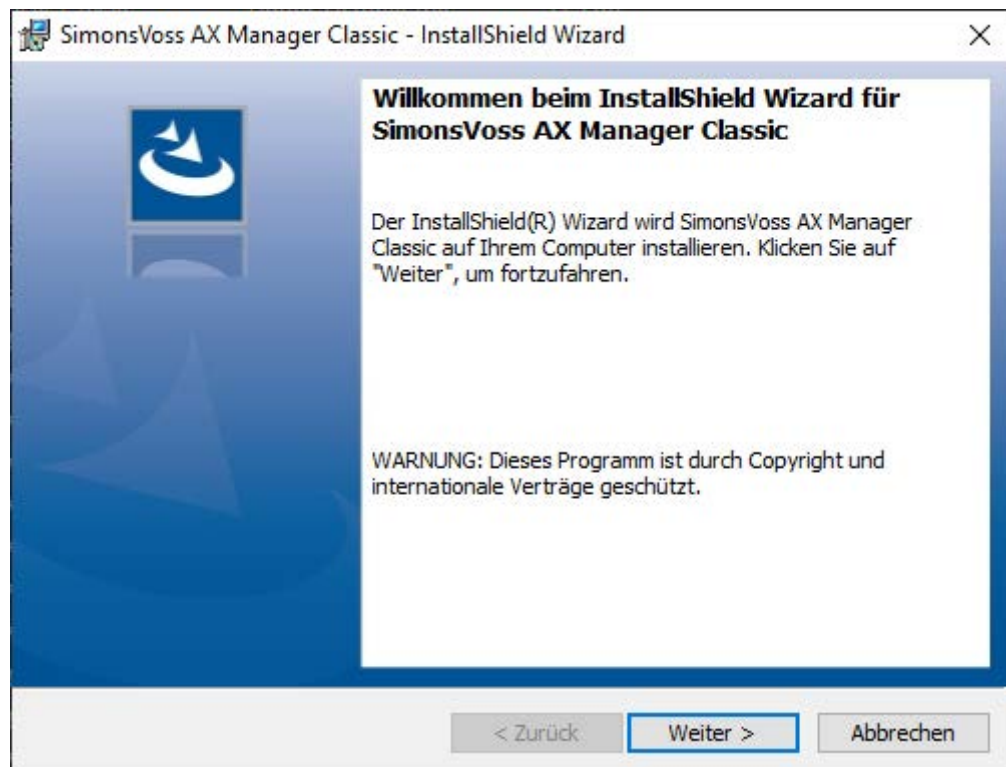 SimonsVoss AX Manager Classic - InstallShield Wizard
Willkommen beim InstallShield Wizard für
SimonsVoss AX Manager Classic
Der InstallShield(R) Wizard wird SimonsVoss AX Manager
Classic auf Ihrem Computer installieren. Klicken Sie auf
"Weiter", um fortzufahren.
WARNUNG: Dieses Programm ist durch Copyright und
internationale Verträge geschützt.
< Zurück Weiter > Abbrechen